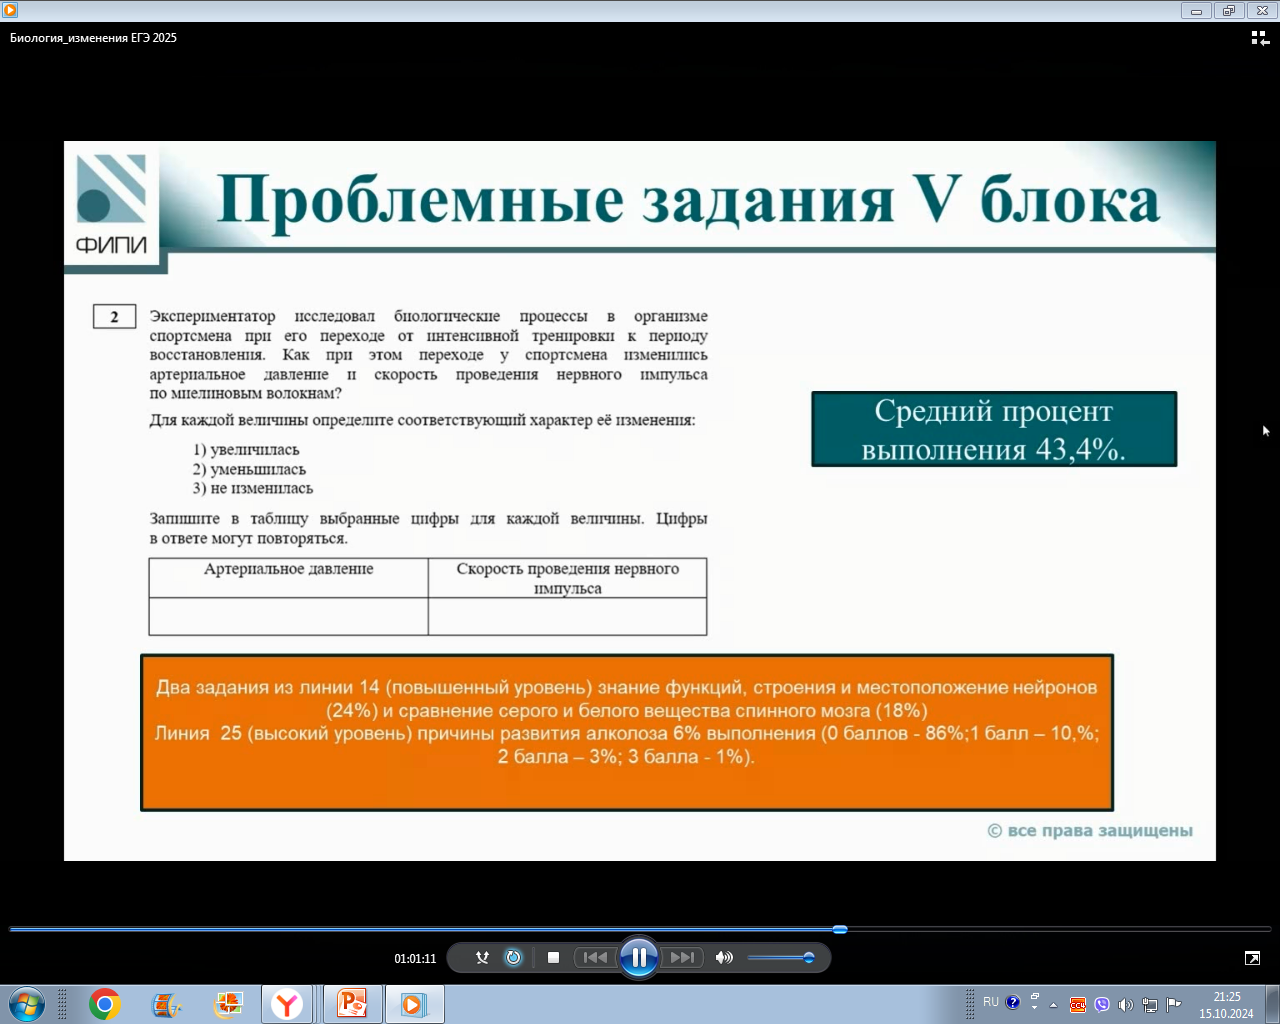 Биология_изменения ЕГЭ 2025
ФИПИ
Проблемные задания V блока
2
Экспериментатор исследовал биологические процессы в организме
спортсмена при его переходе от интенсивной тренировки к периоду
восстановления. Как при этом переходе у спортсмена изменились
артериальное давление и скорость проведения нервного импульса
по миелиновым волокнам?
Для каждой величины определите соответствующий характер её изменения:
1) увеличилась
2) уменьшилась
3) не изменилась
Запишите в таблицу выбранные цифры для каждой величины. Цифры
в ответе могут повторяться.
Артериальное давление
Скорость проведения нервного
импульса
Средний процент
выполнения 43,4%.
Два задания из линии 14 (повышенный уровень) знание функций, строения и местоположение нейронов
(24%) и сравнение серого и белого вещества спинного мозга (18%)
Линия 25 (высокий уровень) причины развития алколоза 6% выполнения (0 баллов - 86%;1 балл – 10,%;
2 балла – 3%; 3 балла - 1%).
© все права защищены
01:01:11
RU
21:25
15.10.2024